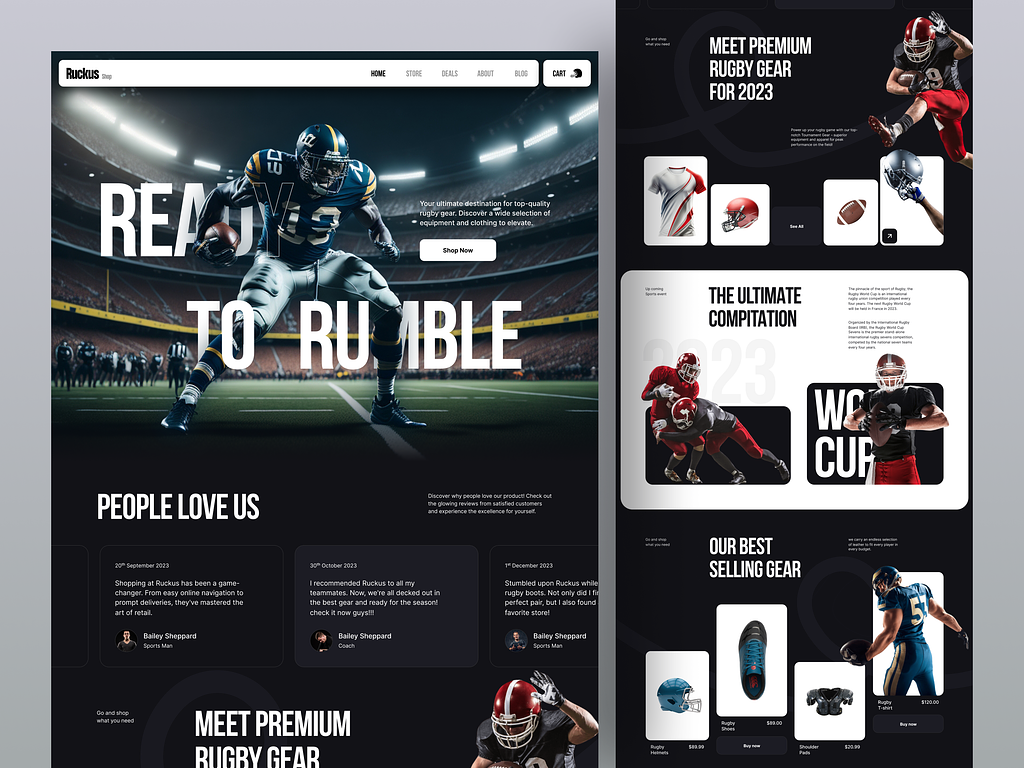 Ruckus Shop
HOME STORE DEALS ABOUT BLOG
CART
READY
Your ultimate destination for top-quality
rugby gear. Discover a wide selection of
equipment and clothing to elevate.
Shop Now
TO RUMBLE
PEOPLE LOVE US
Discover why people love our product! Check out
the glowing reviews from satisfied customers
and experience the excellence for yourself.
20th September 2023
Shopping at Ruckus has been a game-
changer. From easy online navigation to
prompt deliveries, they've mastered the
art of retail.
Bailey Sheppard
Sports Man
30th October 2023
I recommended Ruckus to all my
teammates. Now, we're all decked out in
the best gear and ready for the season!
check it now guys!!!
Bailey Sheppard
Coach
1st December 2023
Stumbled upon Ruckus while
rugby boots. Not only did I fi
perfect pair, but I also found
favorite store!
Bailey Sheppard
Sports Man
Go and shop
what you need
MEET PREMIUM
RUGBY GEAR
Go and shop
what you need
MEET PREMIUM
RUGBY GEAR
FOR 2023
Power up your rugby game with our top-
notch Tournament Gear – superior
equipment and apparel for peak
performance on the field!
See All
Up coming
Sports event
THE ULTIMATE
COMPITATION
The pinnacle of the sport of Rugby, the
Rugby World Cup is an international
rugby union competition played every
four years. The next Rugby World Cup
will be held in France in 2023.
Organized by the International Rugby
Board (IRB), the Rugby World Cup
Sevens is the premier stand-alone
international rugby sevens competition,
competed by the national seven teams
every four years.
2023
WO
CUP
Go and shop
what you need
OUR BEST
SELLING GEAR
we carry an endless selection
of leather to fit every player in
every budget.
Rugby
Helmets
$89.99
Rugby
Shoes
$89.00
Buy now
Shoulder
Pads
$20.99
Rugby
T-shirt
$120.00
Buy now